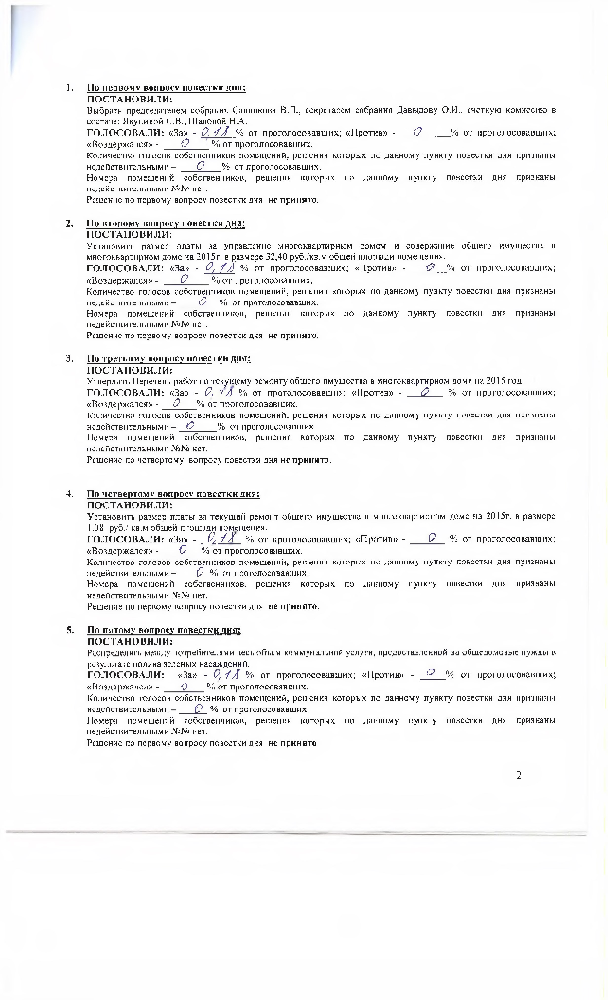 1. По первому вопросу повестки дня:
ПОСТАНОВИЛИ:
Выбрать председателем собрания В.П., секретаем собрания Давыдову О.И., счетную комиссию в
составе: Якуниной С.В., Н.А.
ГОЛОСОВАЛИ: «За» - 0,18 % от проголосовавших; «Против» - 0 ___% от проголосовавших;
«Воздержался» - 0 % от проголосовавших.
Количество голосов собственников помещений, решения которых по данному пункту повестки дня признаны
недействительными – 0 % от проголосовавших.
Номера помещений собственников, решения которых по данному пункту повестки дня признаны
недействительными №№ нет.
Решение по первому вопросу повестки дня не принято.
2. По второму вопросу повестки дня:
ПОСТАНОВИЛИ:
Установить размер платы за управление многоквартирным домом и содержание общего имущества в
многоквартирном доме на 2015г. в размере 32,40 руб./кв.м общей площади помещения.
ГОЛОСОВАЛИ: «За» - 0,18 % от проголосовавших; «Против» - 0 __% от проголосовавших;
«Воздержался» - 0 % от проголосовавших.
Количество голосов собственников помещений, решения которых по данному пункту повестки дня признаны
недействительными – 0 % от проголосовавших.
Номера помещений собственников, решения которых по данному пункту повестки дня признаны
недействительными №№ нет.
Решение по первому вопросу повестки дня не принято.
3. По третьему вопросу повестки дня:
ПОСТАНОВИЛИ:
Утвердить Перечень работ по текущему ремонту общего имущества в многоквартирном доме на 2015 год.
ГОЛОСОВАЛИ: «За» - 0,18 % от проголосовавших; «Против» - 0 % от проголосовавших;
«Воздержался» - 0 % от проголосовавших.
Количество голосов собственников помещений, решения которых по данному пункту повестки дня признаны
недействительными – 0 % от проголосовавших
Номера помещений собственников, решения которых по данному пункту повестки дня признаны
недействительными №№ нет.
Решение по четвертому вопросу повестки дня не принято.
4. По четвертому вопросу повестки дня:
ПОСТАНОВИЛИ:
Установить размер платы за текущий ремонт общего имущества в многоквартирном доме на 2015г. в размере
1.08 руб./ кв.м общей площади помещения.
ГОЛОСОВАЛИ: «За» - 0,18 % от проголосовавших; «Против» - 0 % от проголосовавших;
«Воздержался» - 0 % от проголосовавших.
Количество голосов собственников помещений, решения которых по данному пункту повестки дня признаны
недействительными – 0 % от проголосовавших.
Номера помещений собственников, решения которых по данному пункту повестки дня признаны
недействительными №№ нет.
Решение по первому вопросу повестки дня не принято.
5. По пятому вопросу повестки дня:
ПОСТАНОВИЛИ:
Распределить между потребителями весь объем коммунальной услуги, предоставленной на общедомовые нужды в
результате полива зеленых насаждений.
ГОЛОСОВАЛИ: «За» - 0,18 % от проголосовавших; «Против» - 0 % от проголосовавших;
«Воздержался» - 0 % от проголосовавших.
Количество голосов собственников помещений, решения которых по данному пункту повестки дня признаны
недействительными – 0 % от проголосовавших.
Номера помещений собственников, решения которых по данному пункту повестки дня признаны
недействительными №№ нет.
Решение по первому вопросу повестки дня не принято
2